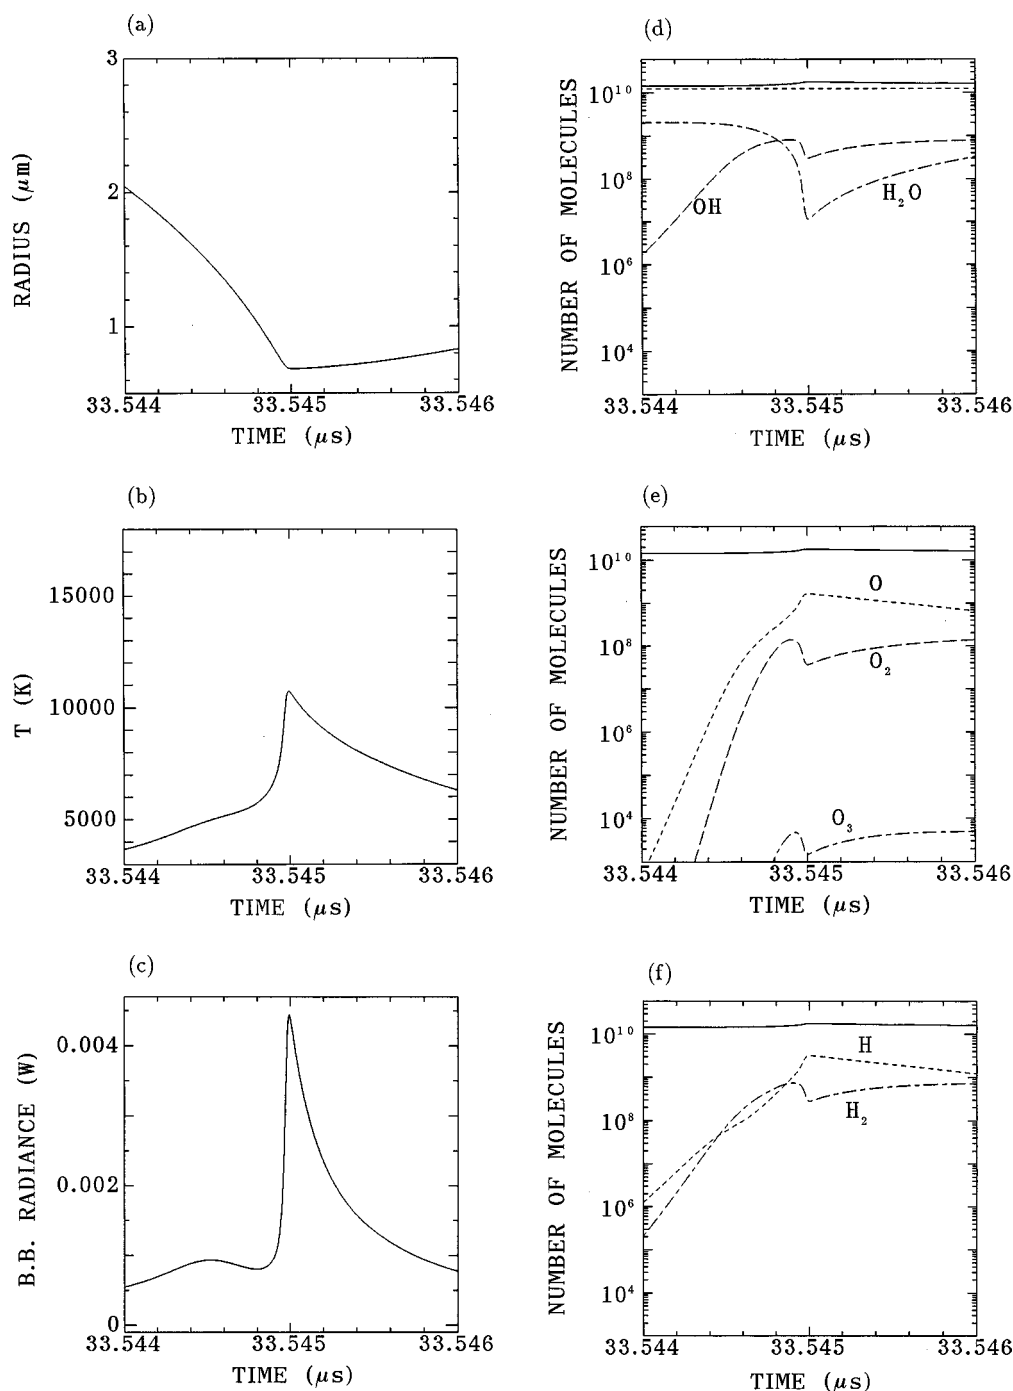 (a)
3
2
1
RADIUS (μm)
33.544 33.545 33.546
TIME (μs)
(b)
15000
10000
5000
T (K)
33.544 33.545 33.546
TIME (μs)
(c)
0.004
0.002
0
B.B. RADIANCE (W)
33.544 33.545 33.546
TIME (μs)
(d)
10¹⁰
10⁸
10⁶
10⁴
NUMBER OF MOLECULES
OH
H₂O
33.544 33.545 33.546
TIME (μs)
(e)
10¹⁰
10⁸
10⁶
10⁴
NUMBER OF MOLECULES
O
O₂
O₃
33.544 33.545 33.546
TIME (μs)
(f)
10¹⁰
10⁸
10⁶
10⁴
NUMBER OF MOLECULES
H
H₂
33.544 33.545 33.546
TIME (μs)